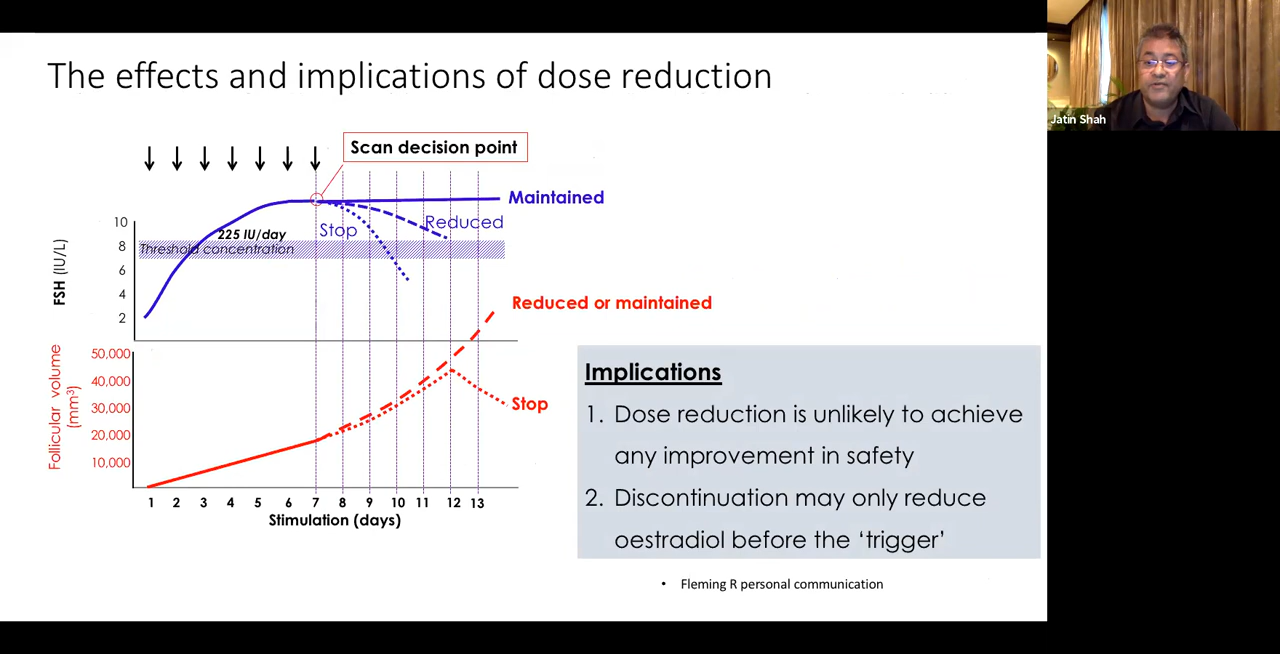 The effects and implications of dose reduction
Jatin Shah
Scan decision point
Maintained
Reduced
Stop
225 IU/day
Threshold concentration
FSH (IU/L)
10
8
6
4
2
Reduced or maintained
Stop
Follicular volume
(mm³)
50,000
40,000
30,000
20,000
10,000
1 2 3 4 5 6 7 8 9 10 11 12 13
Stimulation (days)
Implications
1. Dose reduction is unlikely to achieve
any improvement in safety
2. Discontinuation may only reduce
oestradiol before the ‘trigger’
• Fleming R personal communication